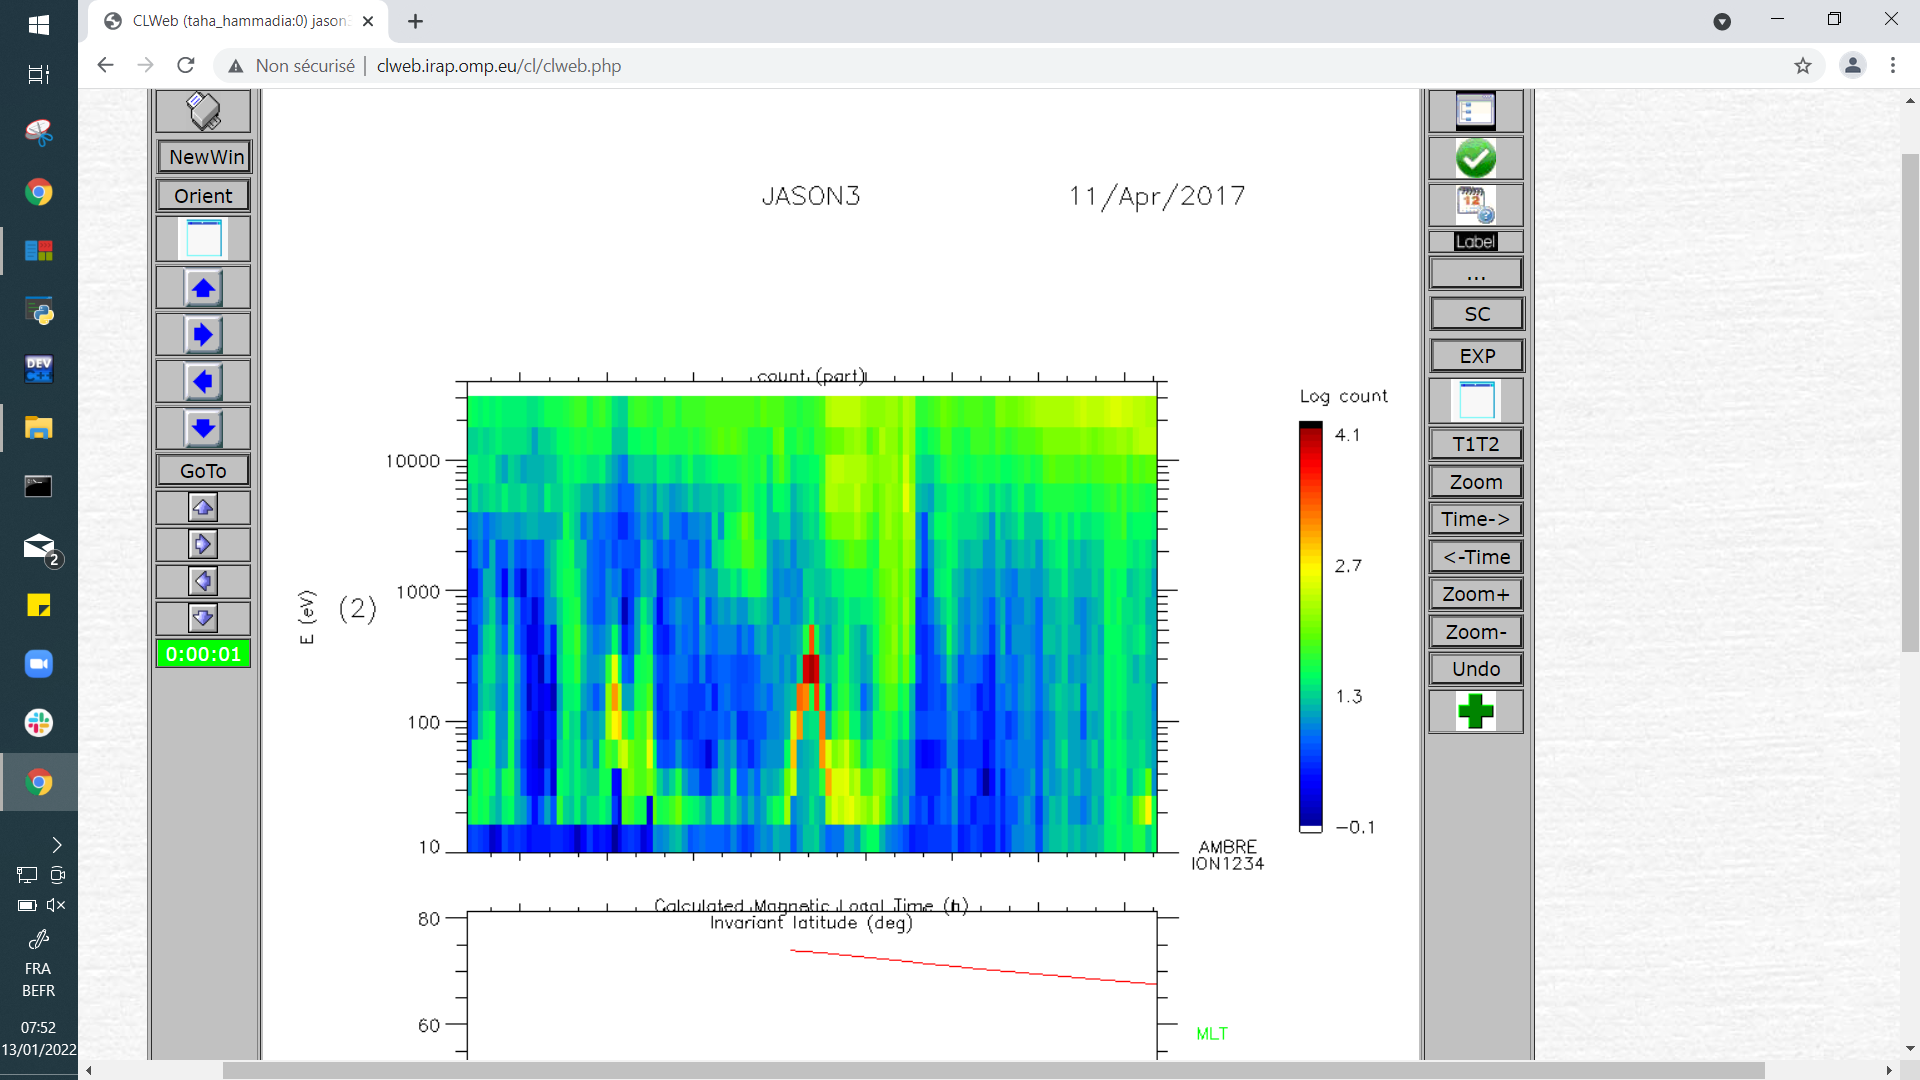 CLWeb (taha_hammadia:0) jason3
Non sécurisé | clweb.irap.omp.eu/cl/clweb.php
NewWin
Orient
GoTo
0:00:01
JASON3 11/Apr/2017
count (part)
E (eV)
(2)
10000
1000
100
10
Log count
4.1
2.7
1.3
-0.1
AMBRE
ION1234
Calculated Magnetic Local Time (h)
Invariant latitude (deg)
80
60
MLT
12
Label
...
SC
EXP
T1T2
Zoom
Time->
<-Time
Zoom+
Zoom-
Undo
DEV
2
FRA
BEFR
07:52
13/01/2022